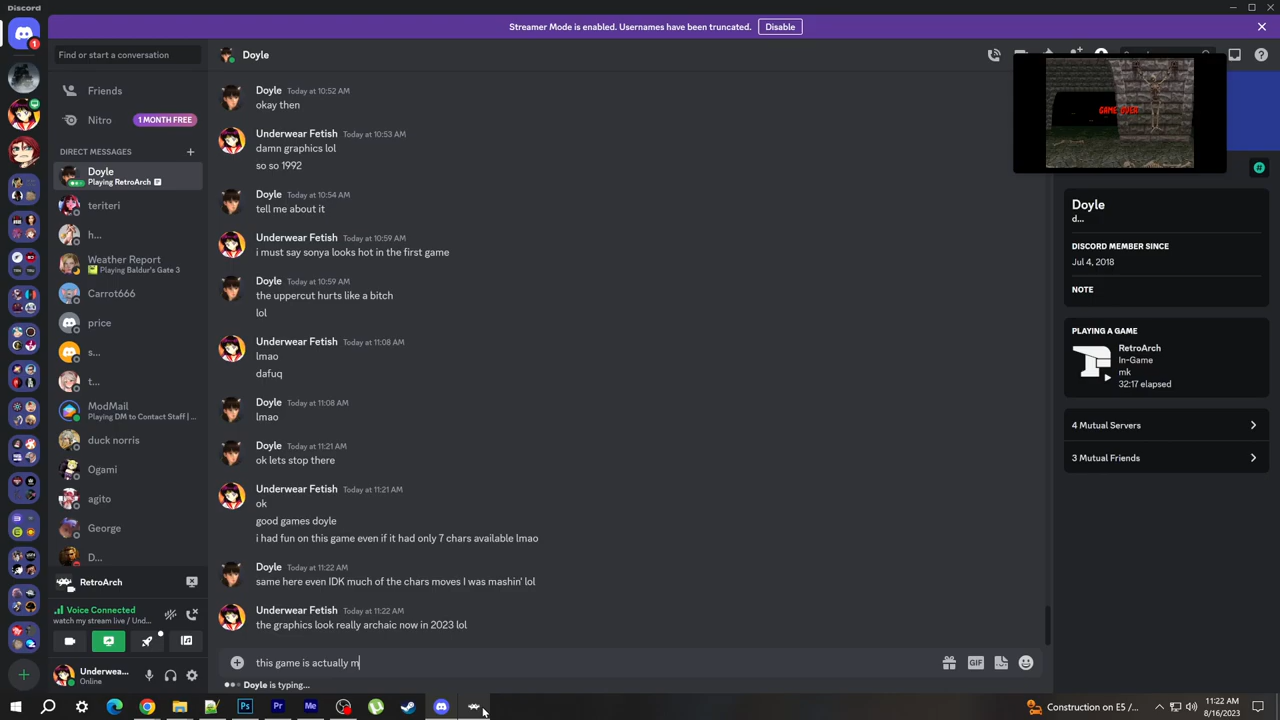 Discord
Streamer Mode is enabled. Usernames have been truncated.
Disable
1
Find or start a conversation
Doyle
Friends
Nitro
1 MONTH FREE
DIRECT MESSAGES
Doyle
Playing RetroArch
teriteri
h...
Weather Report
Playing Baldur's Gate 3
Carrot666
price
s...
t...
ModMail
Playing DM to Contact Staff | ...
duck norris
Ogami
agito
George
D...
RetroArch
Voice Connected
watch my stream live / Und...
Underwea...
Online
Doyle Today at 10:52 AM
okay then
Underwear Fetish Today at 10:53 AM
damn graphics lol
so so 1992
Doyle Today at 10:54 AM
tell me about it
Underwear Fetish Today at 10:59 AM
i must say sonya looks hot in the first game
Doyle Today at 10:59 AM
the uppercut hurts like a bitch
lol
Underwear Fetish Today at 11:08 AM
lmao
dafuq
Doyle Today at 11:08 AM
lmao
Doyle Today at 11:21 AM
ok lets stop there
Underwear Fetish Today at 11:21 AM
ok
good games doyle
i had fun on this game even if it had only 7 chars available lmao
Doyle Today at 11:22 AM
same here even IDK much of the chars moves I was mashin' lol
Underwear Fetish Today at 11:22 AM
the graphics look really archaic now in 2023 lol
this game is actually m
GIF
Doyle is typing...
GAME OVER
Doyle
d...
DISCORD MEMBER SINCE
Jul 4, 2018
NOTE
PLAYING A GAME
RetroArch
In-Game
mk
32:17 elapsed
4 Mutual Servers
3 Mutual Friends
Ps
Pr
Me
Construction on E5 /...
11:22 AM
8/16/2023